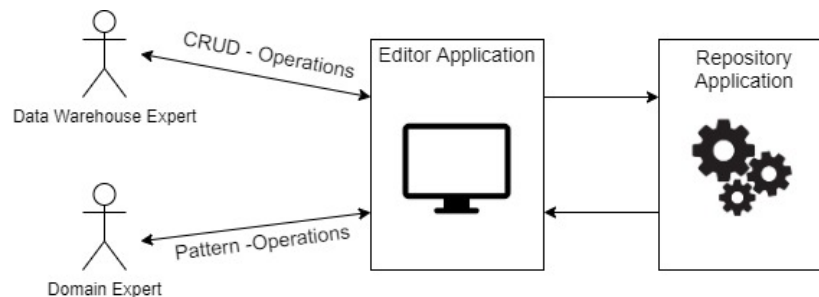 CRUD - Operations
Data Warehouse Expert
Editor Application
Repository
Application
Pattern -Operations
Domain Expert